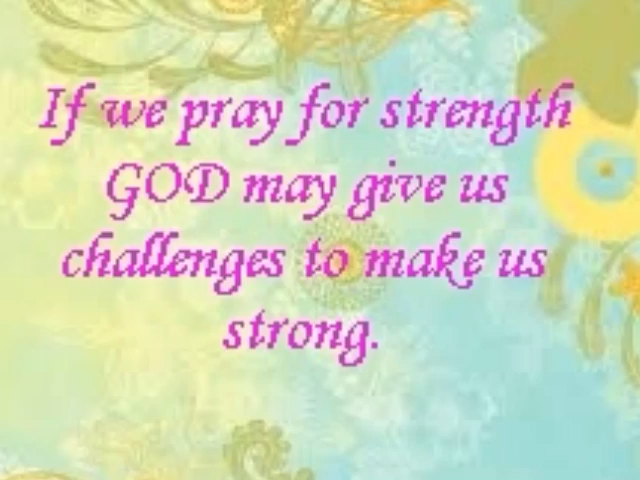 If we pray for strength
GOD may give us
challenges to make us
strong.